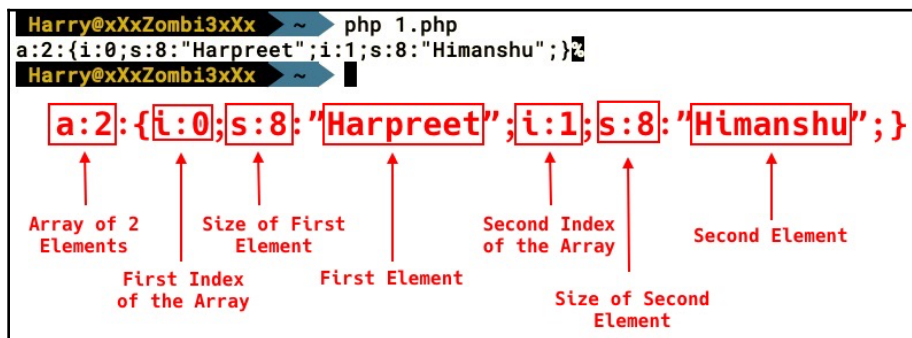 Harry@xXxZombi3xXx ~ php 1.php
a:2:{i:0;s:8:"Harpreet";i:1;s:8:"Himanshu";}%
Harry@xXxZombi3xXx ~
a:2:{i:0;s:8:”Harpreet”;i:1;s:8:”Himanshu”;}
Array of 2
Elements
Size of First
Element
Second Index
of the Array
Second Element
First Index
of the Array
First Element
Size of Second
Element